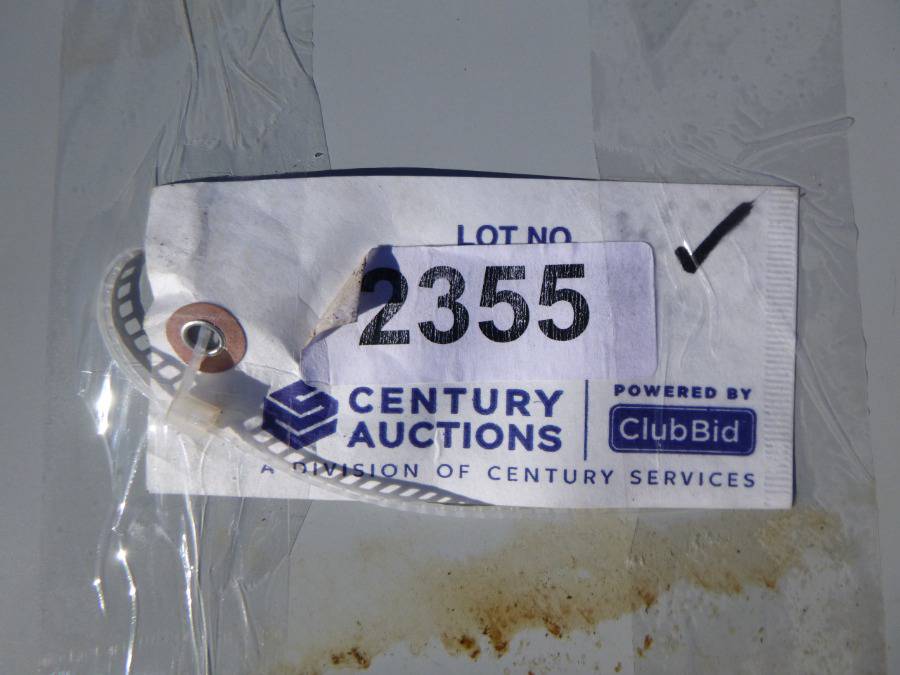 LOT NO
2355
CENTURY
AUCTIONS
POWERED BY
ClubBid
A DIVISION OF CENTURY SERVICES